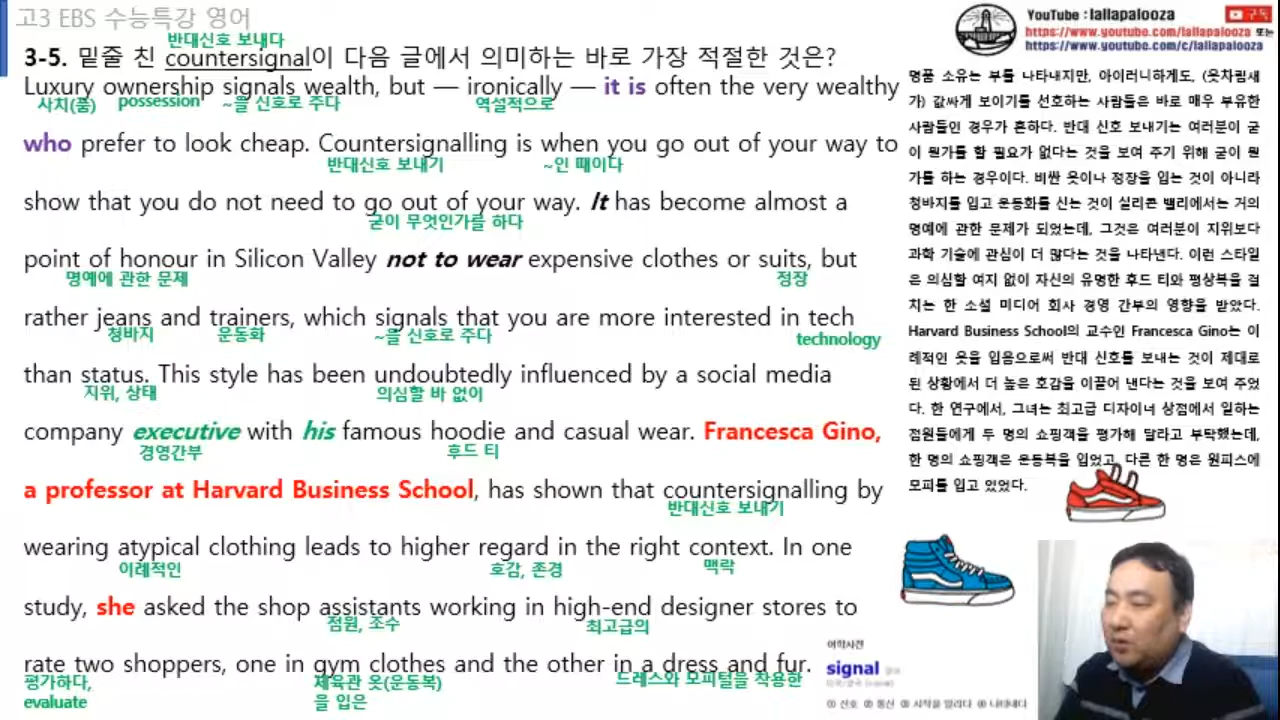 고3 EBS 수능특강 영어
반대신호 보내다
3-5. 밑줄 친 countersignal이 다음 글에서 의미하는 바로 가장 적절한 것은?
Luxury ownership signals wealth, but — ironically — it is often the very wealthy
사치(품) possession ~을 신호로 주다 역설적으로
who prefer to look cheap. Countersignalling is when you go out of your way to
반대신호 보내기 ~인 때이다
show that you do not need to go out of your way. It has become almost a
굳이 무엇인가를 하다
point of honour in Silicon Valley not to wear expensive clothes or suits, but
명예에 관한 문제 정장
rather jeans and trainers, which signals that you are more interested in tech
청바지 운동화 ~을 신호로 주다 technology
than status. This style has been undoubtedly influenced by a social media
지위, 상태 의심할 바 없이
company executive with his famous hoodie and casual wear. Francesca Gino,
경영간부 후드 티
a professor at Harvard Business School, has shown that countersignalling by
반대신호 보내기
wearing atypical clothing leads to higher regard in the right context. In one
이례적인 호감, 존경 맥락
study, she asked the shop assistants working in high-end designer stores to
점원, 조수 최고급의
rate two shoppers, one in gym clothes and the other in a dress and fur.
평가하다, 체육관 옷(운동복) 드레스와 모피털을 착용한
evaluate 을 입은
YouTube : lallapalooza 구독
https://www.youtube.com/lallapalooza 또는
https://www.youtube.com/c/lallapalooza
명품 소유는 부를 나타내지만, 아이러니하게도, (옷차림새
가) 값싸게 보이기를 선호하는 사람들은 바로 매우 부유한
사람들인 경우가 흔하다. 반대 신호 보내기는 여러분이 굳
이 뭔가를 할 필요가 없다는 것을 보여 주기 위해 굳이 뭔
가를 하는 경우이다. 비싼 옷이나 정장을 입는 것이 아니라
청바지를 입고 운동화를 신는 것이 실리콘 밸리에서는 거의
명예에 관한 문제가 되었는데, 그것은 여러분이 지위보다
과학 기술에 관심이 더 많다는 것을 나타낸다. 이런 스타일
은 의심할 여지 없이 자신의 유명한 후드 티와 평상복을 걸
치는 한 소셜 미디어 회사 경영 간부의 영향을 받았다.
Harvard Business School의 교수인 Francesca Gino는 이
례적인 옷을 입음으로써 반대 신호를 보내는 것이 제대로
된 상황에서 더 높은 호감을 이끌어 낸다는 것을 보여 주었
다. 한 연구에서, 그녀는 최고급 디자이너 상점에서 일하는
점원들에게 두 명의 쇼핑객을 평가해 달라고 부탁했는데,
한 명의 쇼핑객은 운동복을 입었고, 다른 한 명은 원피스에
모피를 입고 있었다.
어학사전
signal
① 신호 ② 통신 ③ 시작을 알리다 ④ 나타내다